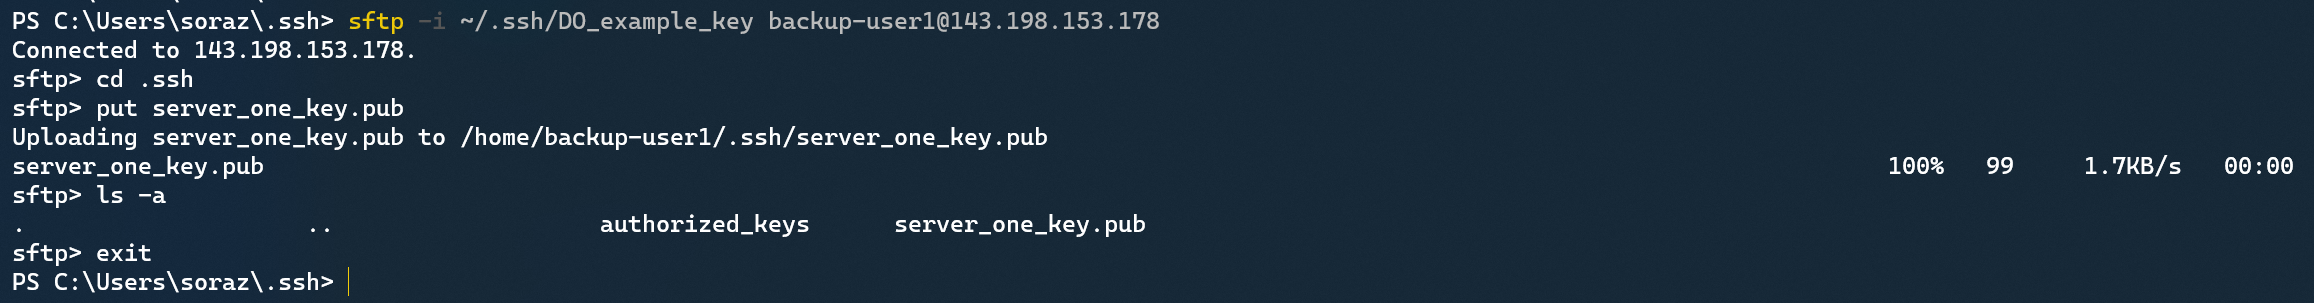 PS C:\Users\soraz\.ssh> sftp -i ~/.ssh/DO_example_key backup-user1@143.198.153.178
Connected to 143.198.153.178.
sftp> cd .ssh
sftp> put server_one_key.pub
Uploading server_one_key.pub to /home/backup-user1/.ssh/server_one_key.pub
server_one_key.pub 100% 99 1.7KB/s 00:00
sftp> ls -a
. .. authorized_keys server_one_key.pub
sftp> exit
PS C:\Users\soraz\.ssh>